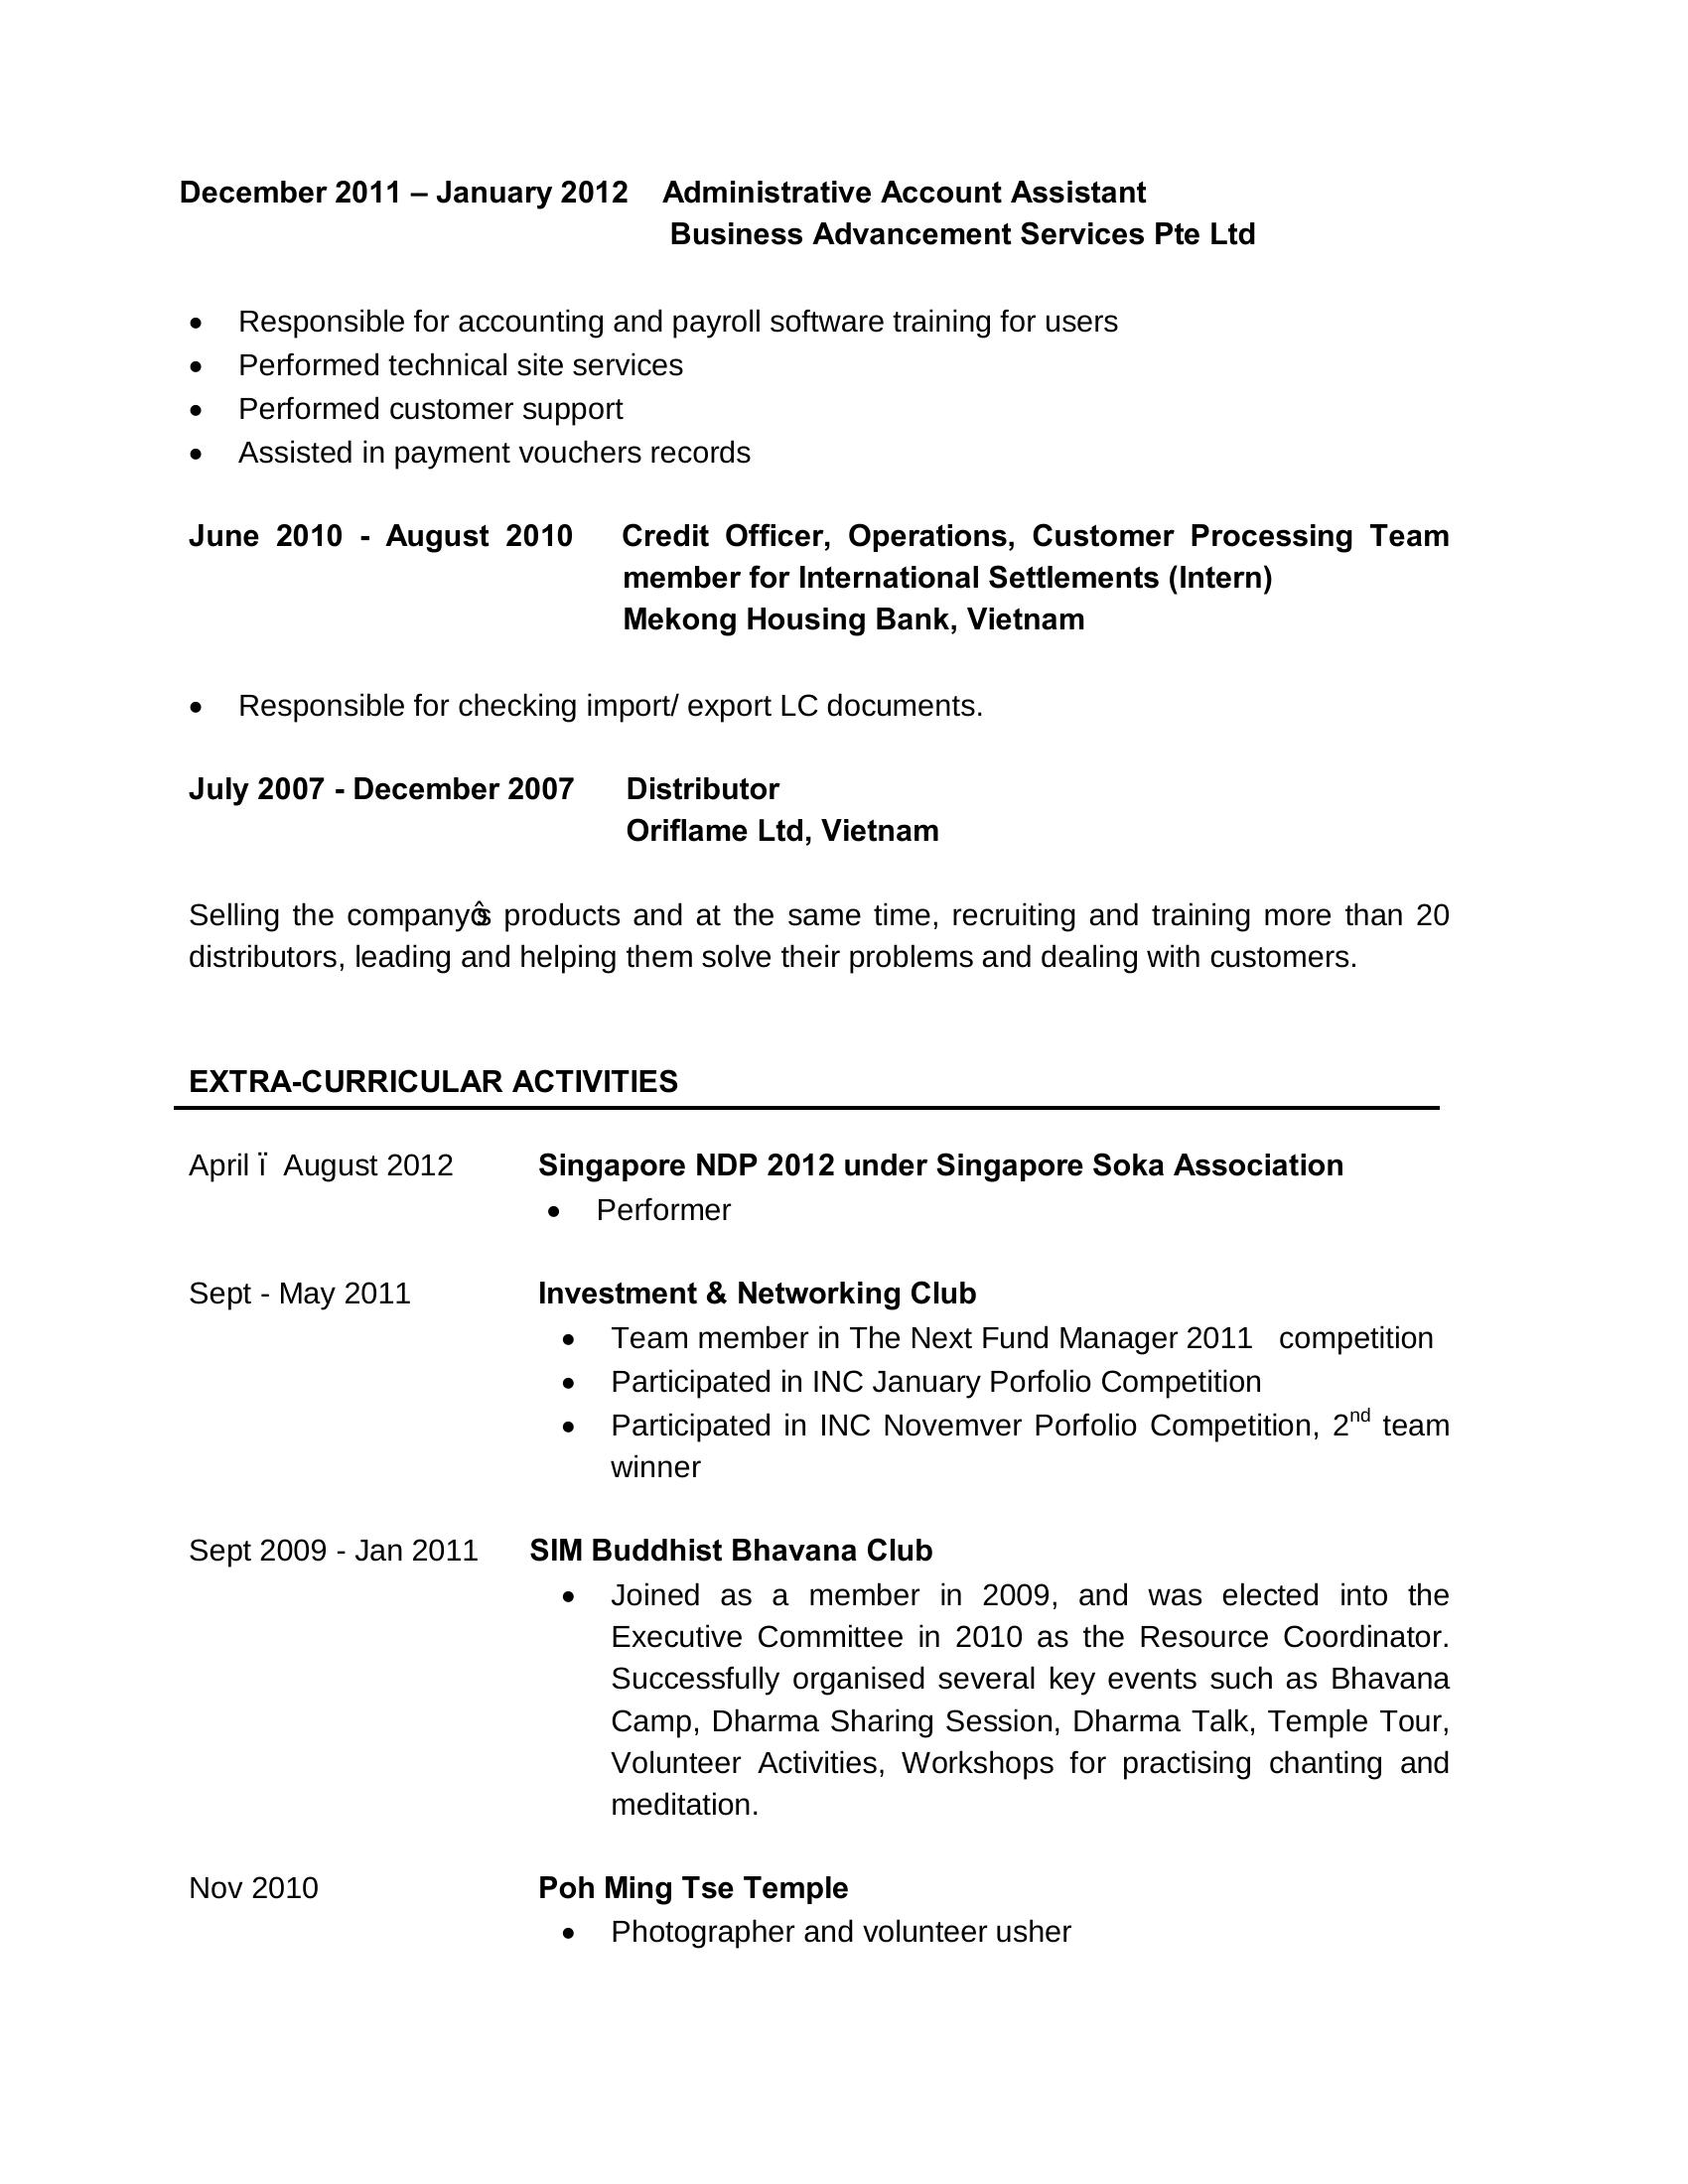 December 2011 – January 2012 Administrative Account Assistant
Business Advancement Services Pte Ltd
• Responsible for accounting and payroll software training for users
• Performed technical site services
• Performed customer support
• Assisted in payment vouchers records
June 2010 - August 2010 Credit Officer, Operations, Customer Processing Team
member for International Settlements (Intern)
Mekong Housing Bank, Vietnam
• Responsible for checking import/ export LC documents.
July 2007 - December 2007 Distributor
Oriflame Ltd, Vietnam
Selling the companyôs products and at the same time, recruiting and training more than 20
distributors, leading and helping them solve their problems and dealing with customers.
EXTRA-CURRICULAR ACTIVITIES
April ï August 2012 Singapore NDP 2012 under Singapore Soka Association
• Performer
Sept - May 2011 Investment & Networking Club
• Team member in The Next Fund Manager 2011 competition
• Participated in INC January Porfolio Competition
• Participated in INC Novemver Porfolio Competition, 2nd team
winner
Sept 2009 - Jan 2011 SIM Buddhist Bhavana Club
• Joined as a member in 2009, and was elected into the
Executive Committee in 2010 as the Resource Coordinator.
Successfully organised several key events such as Bhavana
Camp, Dharma Sharing Session, Dharma Talk, Temple Tour,
Volunteer Activities, Workshops for practising chanting and
meditation.
Nov 2010 Poh Ming Tse Temple
• Photographer and volunteer usher